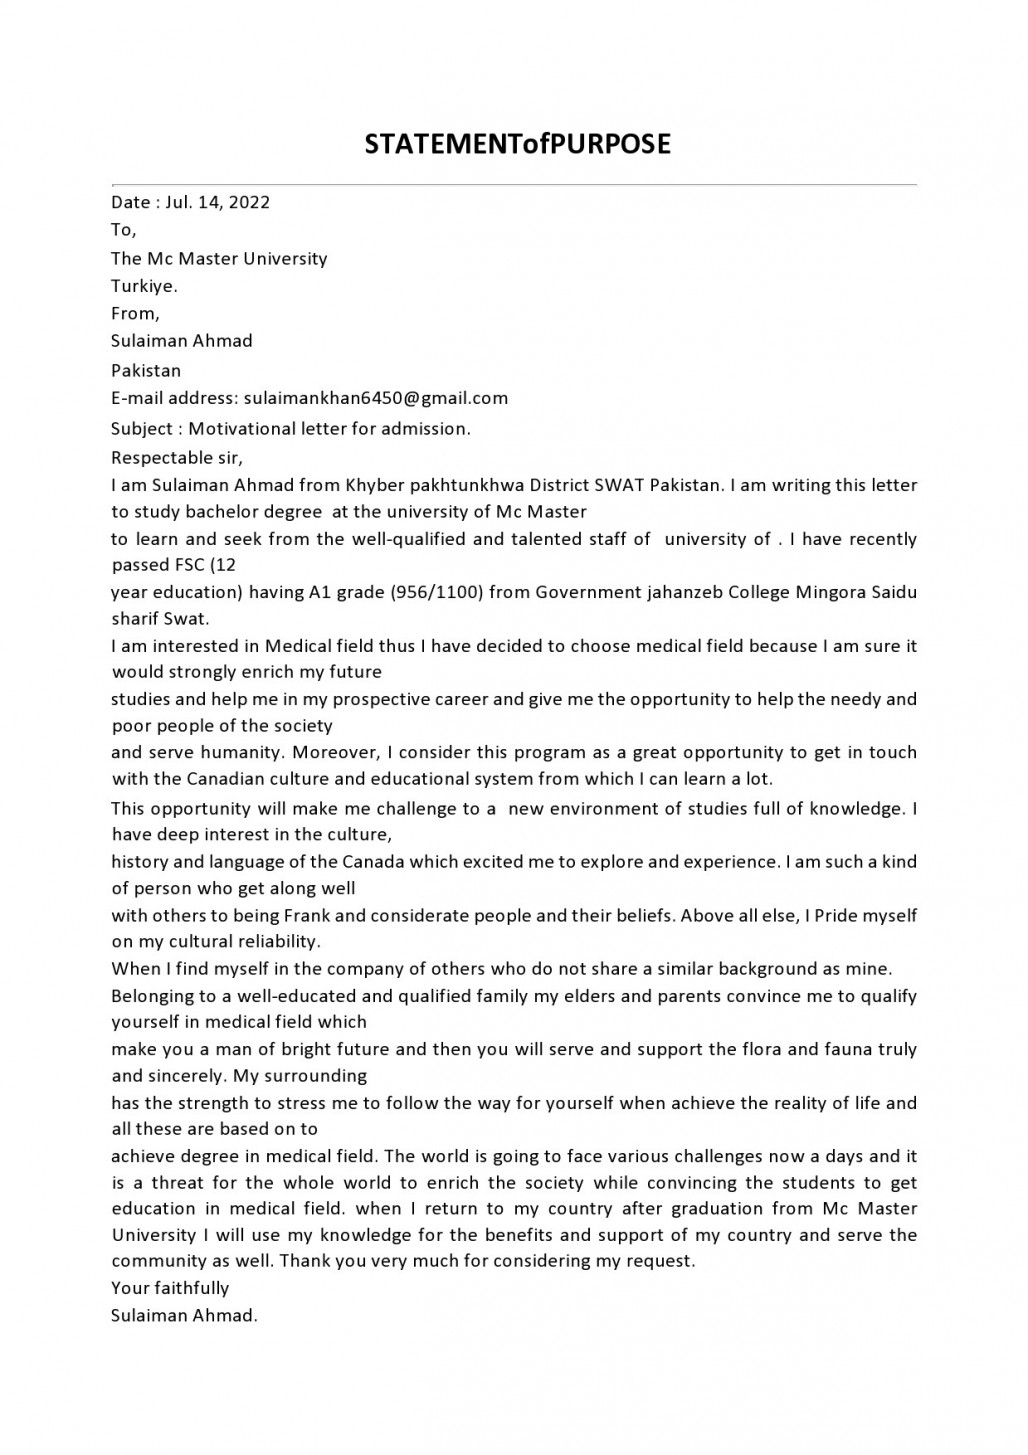 STATEMENTofPURPOSE
Date : Jul. 14, 2022
To,
The Mc Master University
Turkiye.
From,
Sulaiman Ahmad
Pakistan
E-mail address: sulaimankhan6450@gmail.com
Subject : Motivational letter for admission.
Respectable sir,
I am Sulaiman Ahmad from Khyber pakhtunkhwa District SWAT Pakistan. I am writing this letter
to study bachelor degree at the university of Mc Master
to learn and seek from the well-qualified and talented staff of university of . I have recently
passed FSC (12
year education) having A1 grade (956/1100) from Government jahanzeb College Mingora Saidu
sharif Swat.
I am interested in Medical field thus I have decided to choose medical field because I am sure it
would strongly enrich my future
studies and help me in my prospective career and give me the opportunity to help the needy and
poor people of the society
and serve humanity. Moreover, I consider this program as a great opportunity to get in touch
with the Canadian culture and educational system from which I can learn a lot.
This opportunity will make me challenge to a new environment of studies full of knowledge. I
have deep interest in the culture,
history and language of the Canada which excited me to explore and experience. I am such a kind
of person who get along well
with others to being Frank and considerate people and their beliefs. Above all else, I Pride myself
on my cultural reliability.
When I find myself in the company of others who do not share a similar background as mine.
Belonging to a well-educated and qualified family my elders and parents convince me to qualify
yourself in medical field which
make you a man of bright future and then you will serve and support the flora and fauna truly
and sincerely. My surrounding
has the strength to stress me to follow the way for yourself when achieve the reality of life and
all these are based on to
achieve degree in medical field. The world is going to face various challenges now a days and it
is a threat for the whole world to enrich the society while convincing the students to get
education in medical field. when I return to my country after graduation from Mc Master
University I will use my knowledge for the benefits and support of my country and serve the
community as well. Thank you very much for considering my request.
Your faithfully
Sulaiman Ahmad.